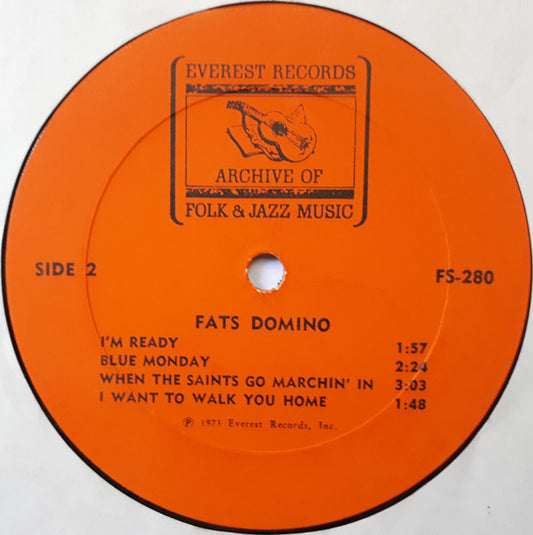 EVEREST RECORDS
ARCHIVE OF
FOLK & JAZZ MUSIC
SIDE 2
FS-280
FATS DOMINO
I'M READY 1:57
BLUE MONDAY 2:24
WHEN THE SAINTS GO MARCHIN' IN 3:03
I WANT TO WALK YOU HOME 1:48
℗ 1973 Everest Records, Inc.